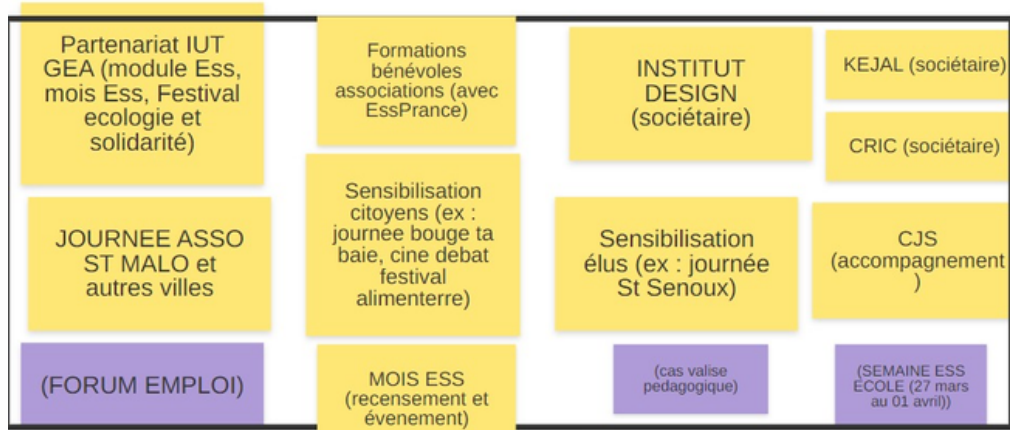 Partenariat IUT
GEA (module Ess,
mois Ess, Festival
ecologie et
solidarité)
Formations
bénévoles
associations (avec
EssPrance)
INSTITUT
DESIGN
(sociétaire)
KEJAL (sociétaire)
CRIC (sociétaire)
JOURNEE ASSO
ST MALO et
autres villes
Sensibilisation
citoyens (ex :
journee bouge ta
baie, cine debat
festival
alimenterre)
Sensibilisation
élus (ex : journée
St Senoux)
CJS
(accompagnement
)
(FORUM EMPLOI)
MOIS ESS
(recensement et
évenement)
(cas valise
pedagogique)
(SEMAINE ESS
ECOLE (27 mars
au 01 avril))